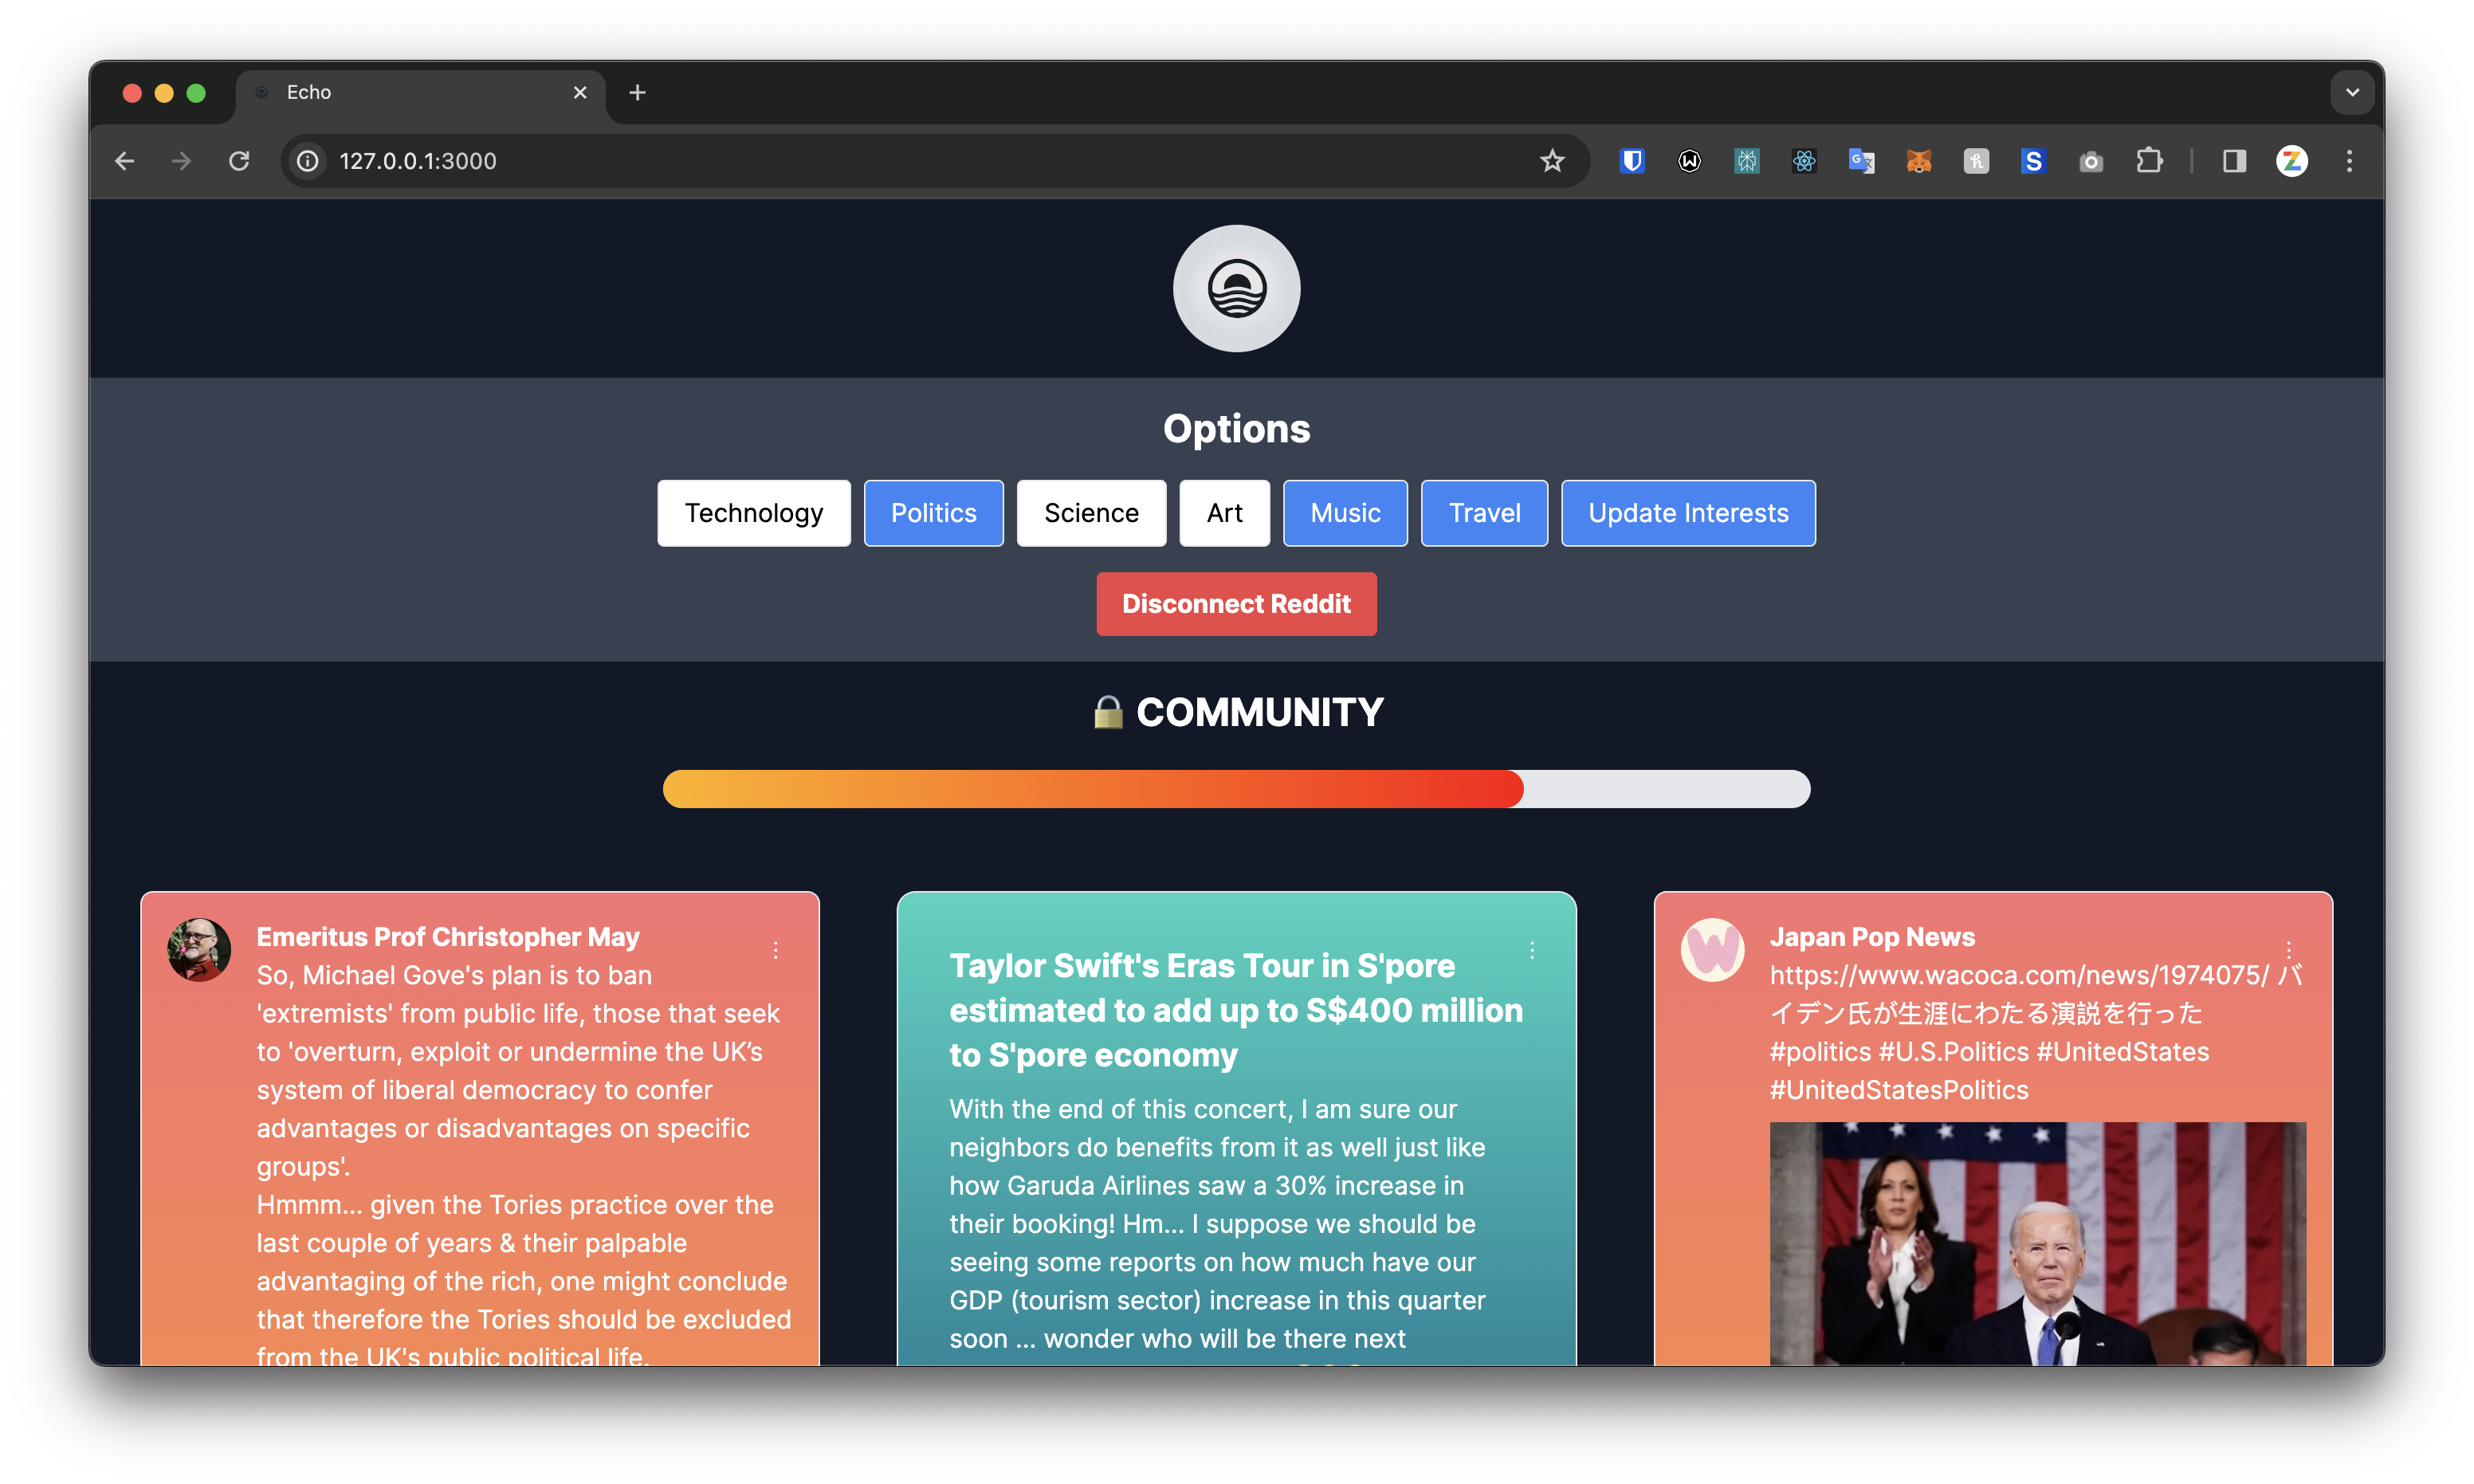 Echo
127.0.0.1:3000
Options
Technology
Politics
Science
Art
Music
Travel
Update Interests
Disconnect Reddit
🔒 COMMUNITY
Emeritus Prof Christopher May
So, Michael Gove's plan is to ban
'extremists' from public life, those that seek
to 'overturn, exploit or undermine the UK’s
system of liberal democracy to confer
advantages or disadvantages on specific
groups'.
Hmmm... given the Tories practice over the
last couple of years & their palpable
advantaging of the rich, one might conclude
that therefore the Tories should be excluded
from the UK's public political life.
Taylor Swift's Eras Tour in S'pore
estimated to add up to S$400 million
to S'pore economy
With the end of this concert, I am sure our
neighbors do benefits from it as well just like
how Garuda Airlines saw a 30% increase in
their booking! Hm... I suppose we should be
seeing some reports on how much have our
GDP (tourism sector) increase in this quarter
soon ... wonder who will be there next
Japan Pop News
https://www.wacoca.com/news/1974075/ バ
イデン氏が生涯にわたる演説を行った
#politics #U.S.Politics #UnitedStates
#UnitedStatesPolitics